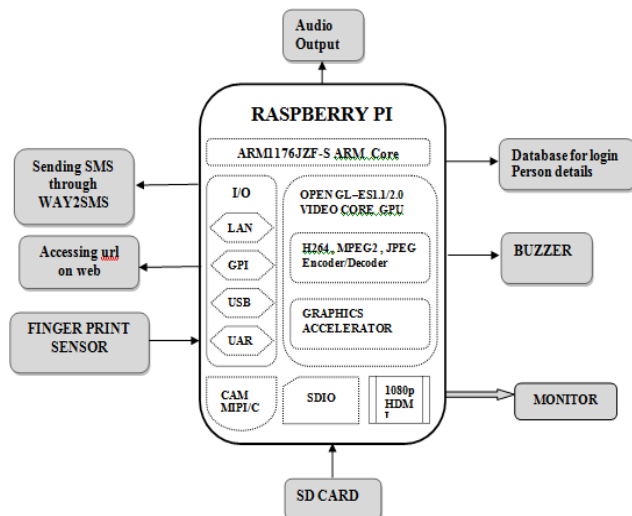 Audio
Output
RASPBERRY PI
ARM1176JZF-S ARM Core
Sending SMS
through
WAY2SMS
Accessing url
on web
FINGER PRINT
SENSOR
I/O
LAN
GPI
USB
UAR
OPEN GL–ES1.1/2.0
VIDEO CORE GPU
H264, MPEG2 , JPEG
Encoder/Decoder
GRAPHICS
ACCELERATOR
CAM
MIPI/C
SDIO
1080p
HDM
Database for login
Person details
BUZZER
MONITOR
SD CARD